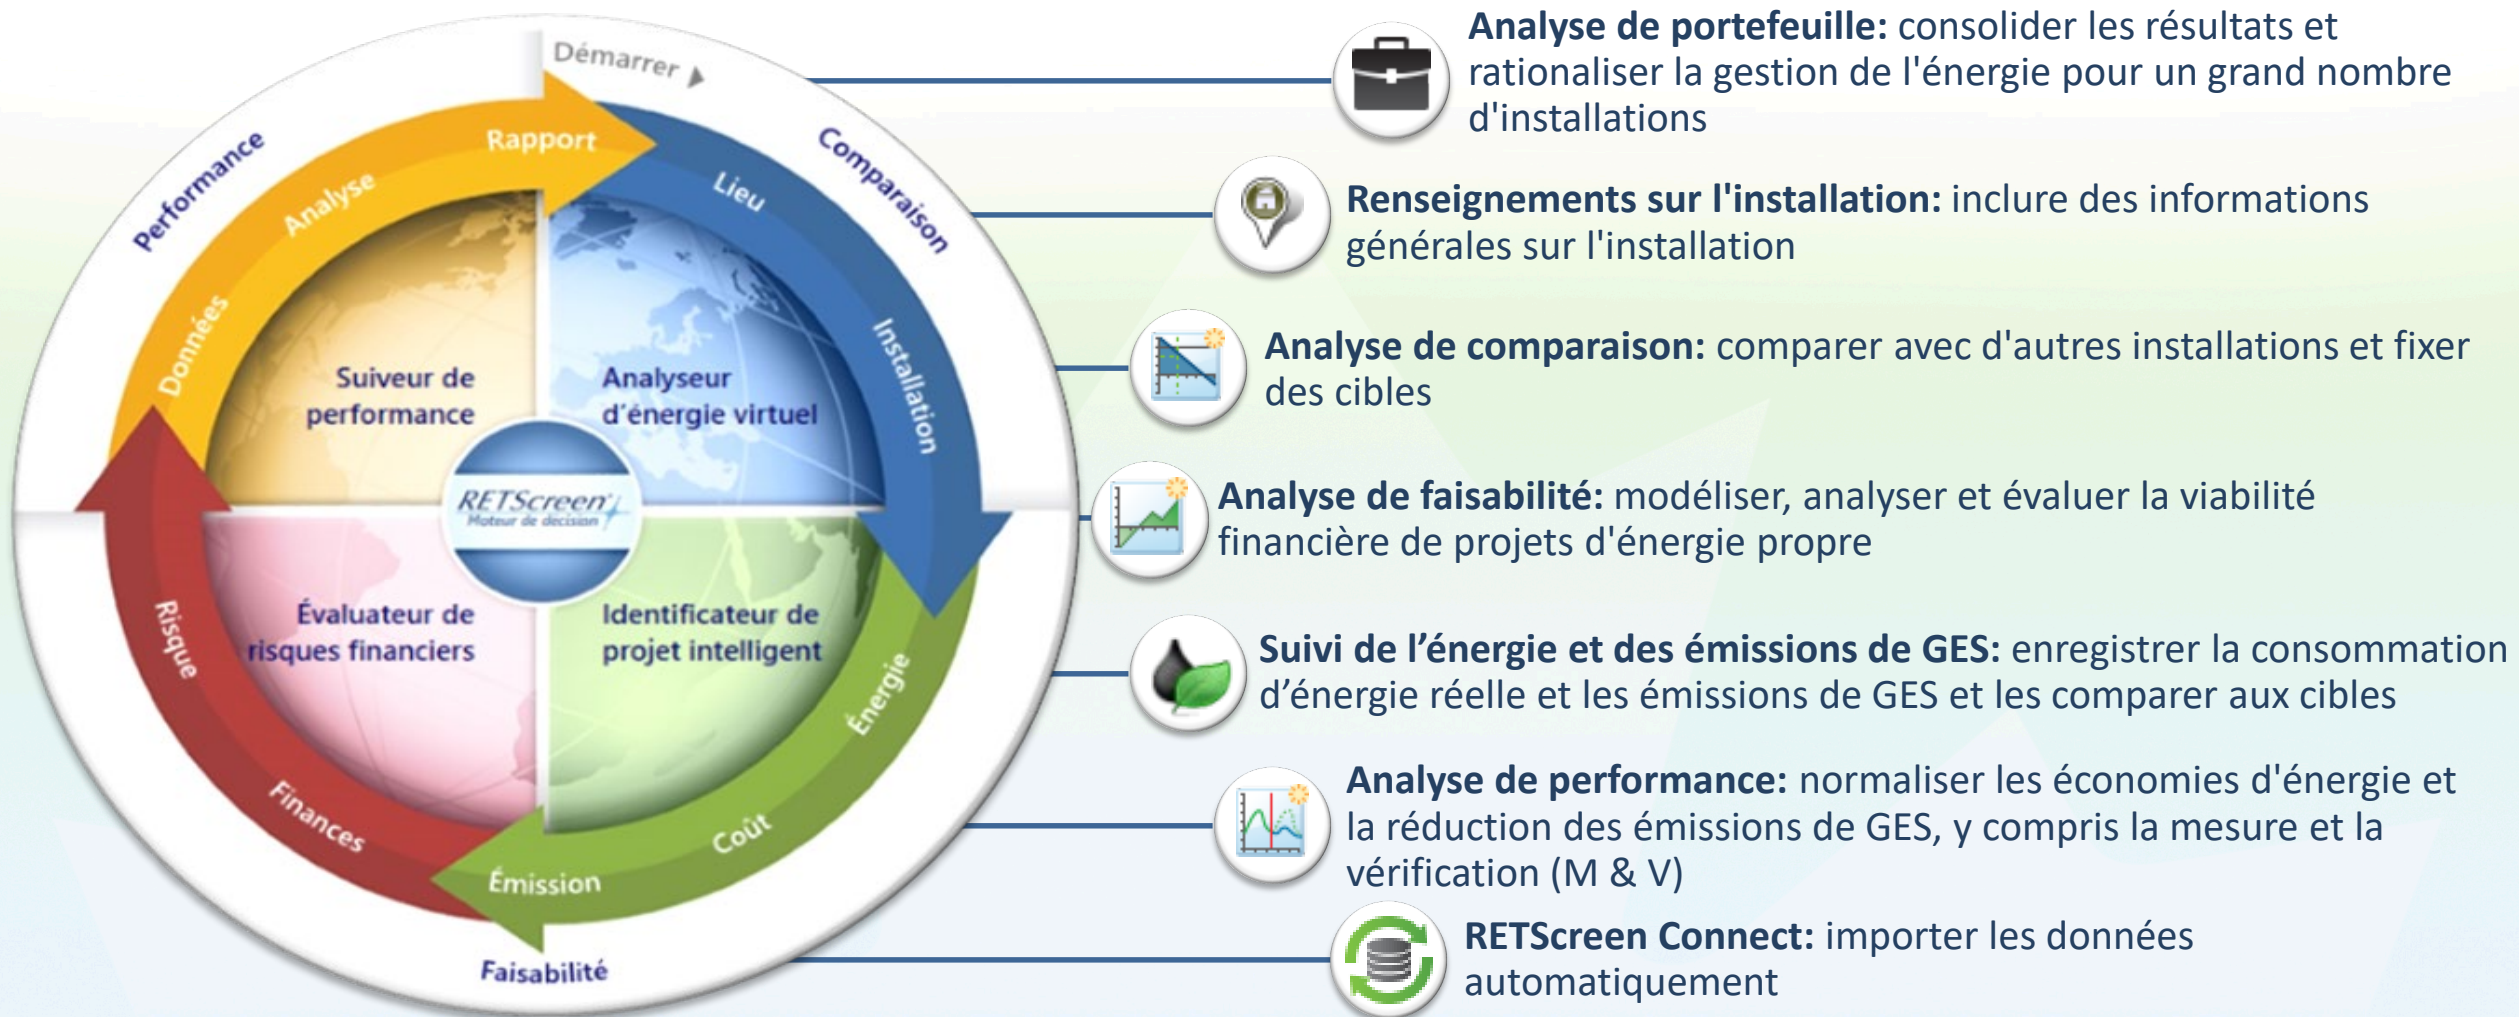 Démarrer
Performance
Comparaison
Rapport
Analyse
Données
Lieu
Installation
Suiveur de
performance
Analyseur
d'énergie virtuel
RETScreen
Moteur de décision
Évaluateur de
risques financiers
Identificateur de
projet intelligent
Risque
Finances
Émission
Coût
Énergie
Faisabilité
Analyse de portefeuille: consolider les résultats et
rationaliser la gestion de l'énergie pour un grand nombre
d'installations
Renseignements sur l'installation: inclure des informations
générales sur l'installation
Analyse de comparaison: comparer avec d'autres installations et fixer
des cibles
Analyse de faisabilité: modéliser, analyser et évaluer la viabilité
financière de projets d'énergie propre
Suivi de l’énergie et des émissions de GES: enregistrer la consommation
d’énergie réelle et les émissions de GES et les comparer aux cibles
Analyse de performance: normaliser les économies d'énergie et
la réduction des émissions de GES, y compris la mesure et la
vérification (M & V)
RETScreen Connect: importer les données
automatiquement